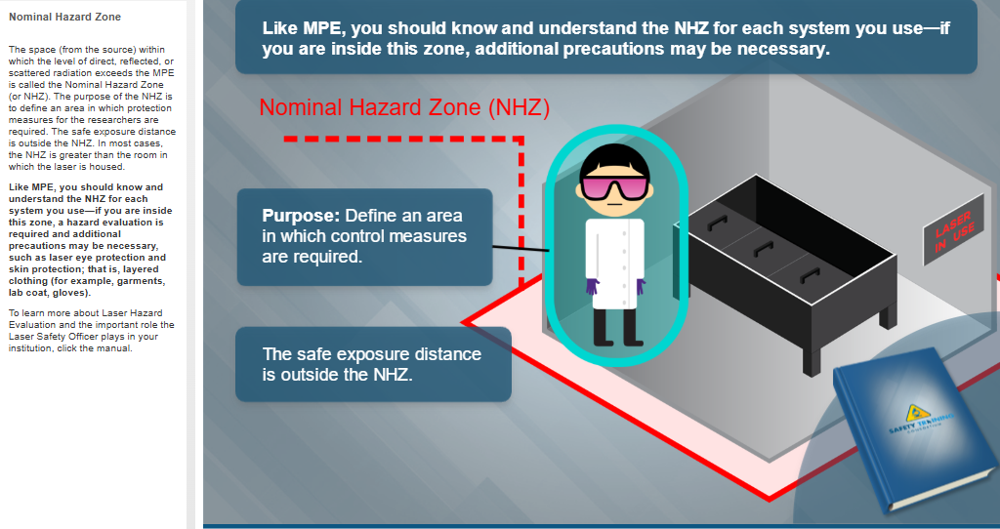 Nominal Hazard Zone
The space (from the source) within
which the level of direct, reflected, or
scattered radiation exceeds the MPE
is called the Nominal Hazard Zone
(or NHZ). The purpose of the NHZ is
to define an area in which protection
measures for the researchers are
required. The safe exposure distance
is outside the NHZ. In most cases,
the NHZ is greater than the room in
which the laser is housed.
Like MPE, you should know and
understand the NHZ for each
system you use—if you are inside
this zone, a hazard evaluation is
required and additional
precautions may be necessary,
such as laser eye protection and
skin protection; that is, layered
clothing (for example, garments,
lab coat, gloves).
To learn more about Laser Hazard
Evaluation and the important role the
Laser Safety Officer plays in your
institution, click the manual.
Like MPE, you should know and understand the NHZ for each system you use—if
you are inside this zone, additional precautions may be necessary.
Nominal Hazard Zone (NHZ)
Purpose: Define an area
in which control measures
are required.
The safe exposure distance
is outside the NHZ.
LASER
IN USE
SAFETY TRAINING